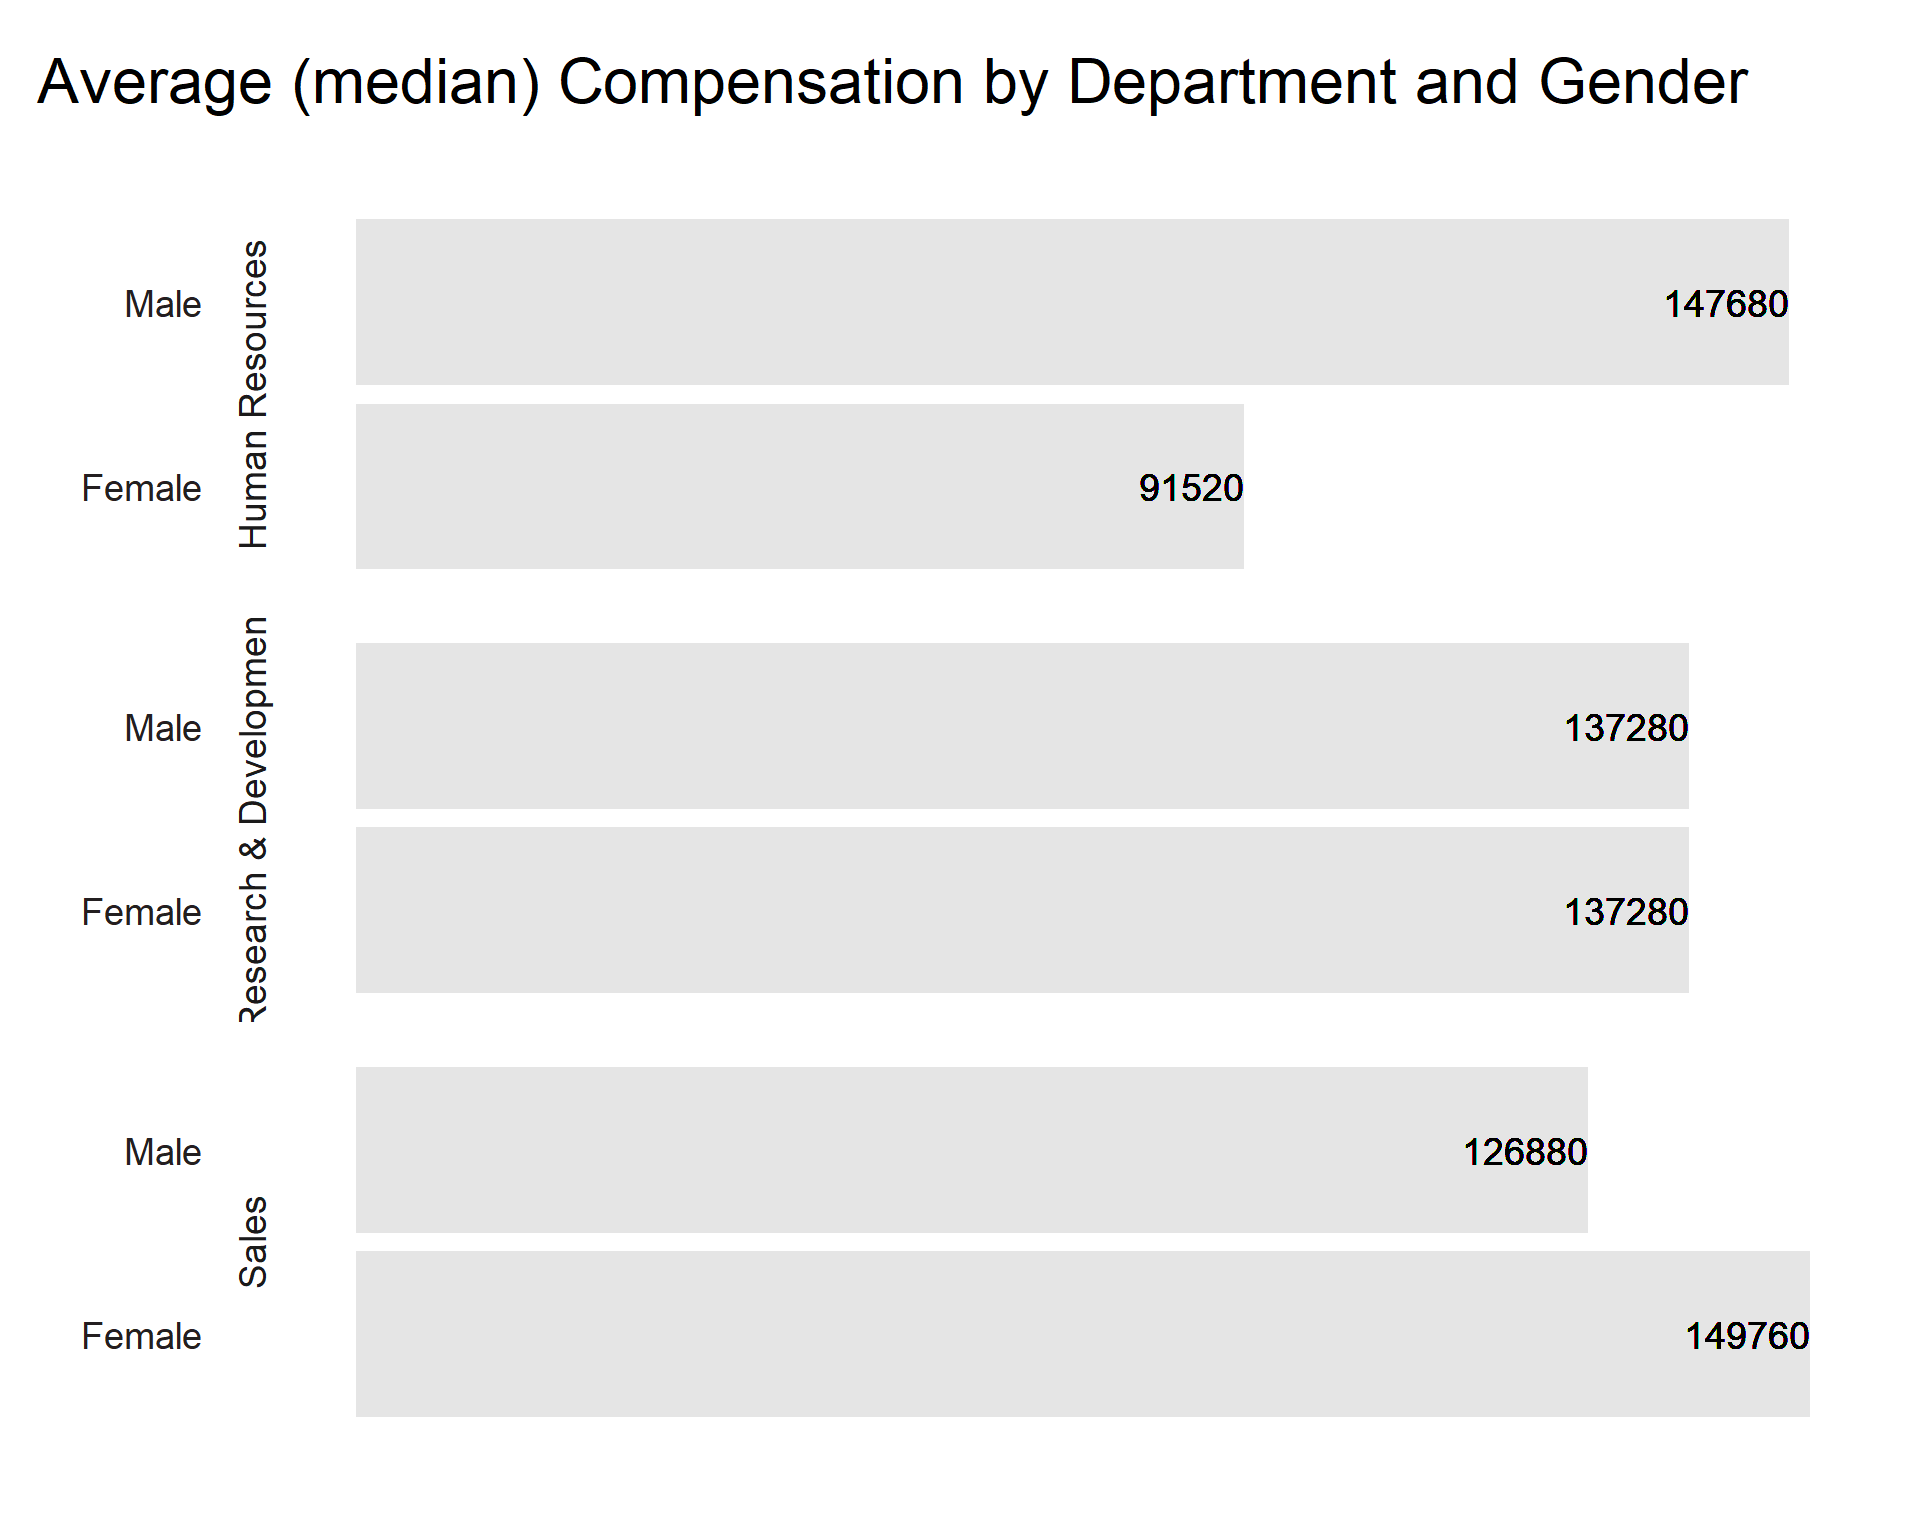 Average (median) Compensation by Department and Gender
Human Resources
Male
147680
Female
91520
Research & Developmen
Male
137280
Female
137280
Sales
Male
126880
Female
149760